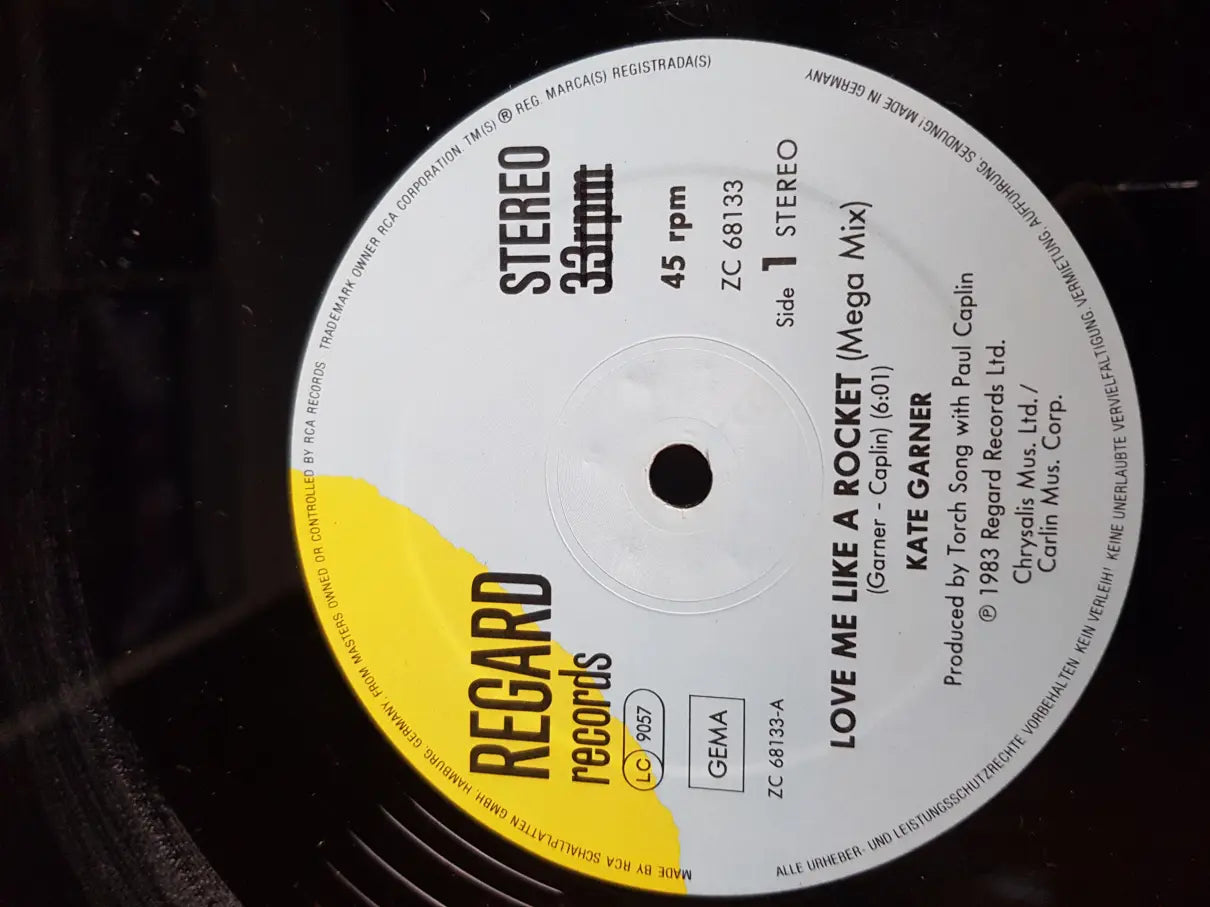 REGARD
records
STEREO
33rpm
LC 9057
45 rpm
GEMA
ZC 68133
ZC 68133-A
Side 1 STEREO
LOVE ME LIKE A ROCKET (Mega Mix)
(Garner - Caplin) (6:01)
KATE GARNER
Produced by Torch Song with Paul Caplin
℗ 1983 Regard Records Ltd.
Chrysalis Mus. Ltd./
Carlin Mus. Corp.
MADE BY RCA SCHALLPLATTEN GMBH, HAMBURG, GERMANY, FROM MASTERS OWNED OR CONTROLLED BY RCA RECORDS TRADEMARK OWNER RCA CORPORATION. TM(S) ® REG. MARCA(S) REGISTRADA(S)
ALLE URHEBER- UND LEISTUNGSSCHUTZRECHTE VORBEHALTEN KEIN VERLEIH! KEINE UNERLAUBTE VERVIELFÄLTIGUNG, VERMIETUNG, AUFFÜHRUNG, SENDUNG! MADE IN GERMANY